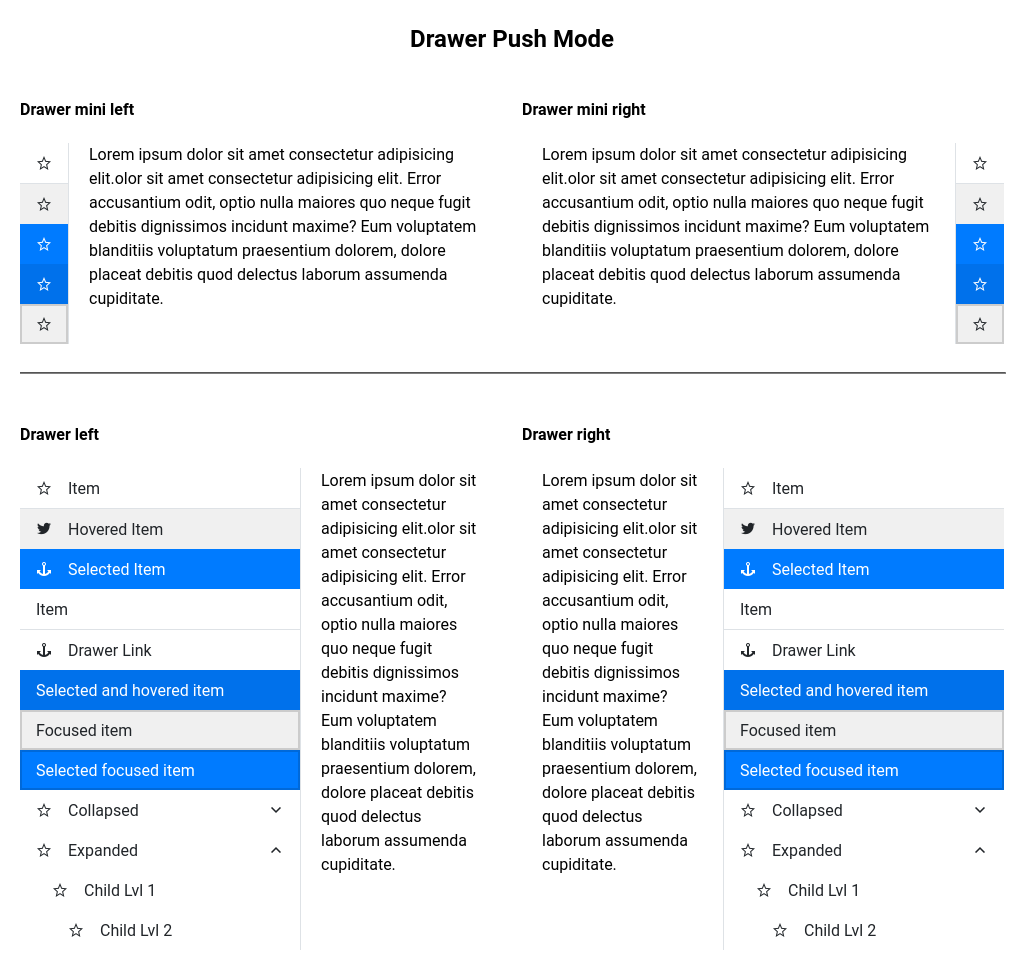 Drawer Push Mode
Drawer mini left
Lorem ipsum dolor sit amet consectetur adipisicing
elit.olor sit amet consectetur adipisicing elit. Error
accusantium odit, optio nulla maiores quo neque fugit
debitis dignissimos incidunt maxime? Eum voluptatem
blanditiis voluptatum praesentium dolorem, dolore
placeat debitis quod delectus laborum assumenda
cupiditate.
Drawer mini right
Lorem ipsum dolor sit amet consectetur adipisicing
elit.olor sit amet consectetur adipisicing elit. Error
accusantium odit, optio nulla maiores quo neque fugit
debitis dignissimos incidunt maxime? Eum voluptatem
blanditiis voluptatum praesentium dolorem, dolore
placeat debitis quod delectus laborum assumenda
cupiditate.
Drawer left
Item
Hovered Item
Selected Item
Item
Drawer Link
Selected and hovered item
Focused item
Selected focused item
Collapsed
Expanded
Child Lvl 1
Child Lvl 2
Lorem ipsum dolor sit
amet consectetur
adipisicing elit.olor sit
amet consectetur
adipisicing elit. Error
accusantium odit,
optio nulla maiores
quo neque fugit
debitis dignissimos
incidunt maxime?
Eum voluptatem
blanditiis voluptatum
praesentium dolorem,
dolore placeat debitis
quod delectus
laborum assumenda
cupiditate.
Drawer right
Lorem ipsum dolor sit
amet consectetur
adipisicing elit.olor sit
amet consectetur
adipisicing elit. Error
accusantium odit,
optio nulla maiores
quo neque fugit
debitis dignissimos
incidunt maxime?
Eum voluptatem
blanditiis voluptatum
praesentium dolorem,
dolore placeat debitis
quod delectus
laborum assumenda
cupiditate.
Item
Hovered Item
Selected Item
Item
Drawer Link
Selected and hovered item
Focused item
Selected focused item
Collapsed
Expanded
Child Lvl 1
Child Lvl 2